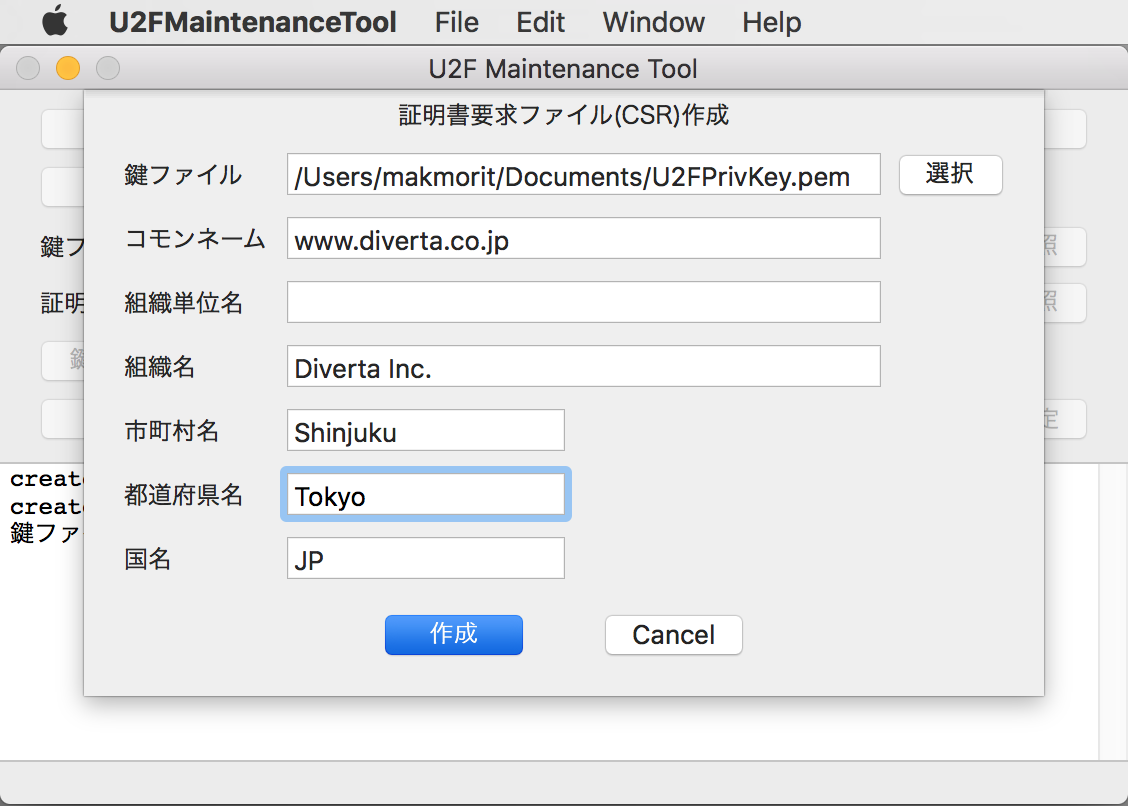 U2FMaintenanceTool File Edit Window Help
U2F Maintenance Tool
証明書要求ファイル(CSR)作成
鍵ファイル /Users/makmorit/Documents/U2FPrivKey.pem 選択
コモンネーム www.diverta.co.jp
組織単位名
組織名 Diverta Inc.
市町村名 Shinjuku
都道府県名 Tokyo
国名 JP
作成 Cancel
鍵フ
照
証明
照
鍵
定
create
create
鍵ファ